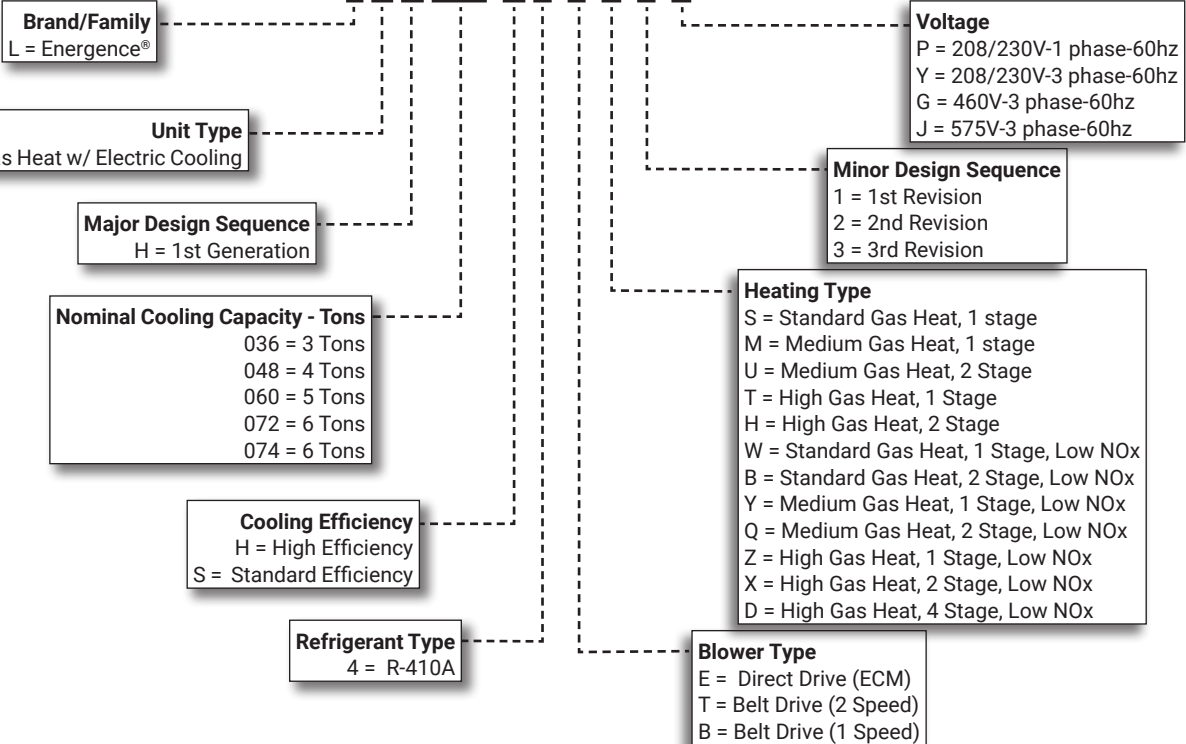 Brand/Family
L = Energence®
Unit Type
s Heat w/ Electric Cooling
Major Design Sequence
H = 1st Generation
Nominal Cooling Capacity - Tons
036 = 3 Tons
048 = 4 Tons
060 = 5 Tons
072 = 6 Tons
074 = 6 Tons
Cooling Efficiency
H = High Efficiency
S = Standard Efficiency
Refrigerant Type
4 = R-410A
Voltage
P = 208/230V-1 phase-60hz
Y = 208/230V-3 phase-60hz
G = 460V-3 phase-60hz
J = 575V-3 phase-60hz
Minor Design Sequence
1 = 1st Revision
2 = 2nd Revision
3 = 3rd Revision
Heating Type
S = Standard Gas Heat, 1 stage
M = Medium Gas Heat, 1 stage
U = Medium Gas Heat, 2 Stage
T = High Gas Heat, 1 Stage
H = High Gas Heat, 2 Stage
W = Standard Gas Heat, 1 Stage, Low NOx
B = Standard Gas Heat, 2 Stage, Low NOx
Y = Medium Gas Heat, 1 Stage, Low NOx
Q = Medium Gas Heat, 2 Stage, Low NOx
Z = High Gas Heat, 1 Stage, Low NOx
X = High Gas Heat, 2 Stage, Low NOx
D = High Gas Heat, 4 Stage, Low NOx
Blower Type
E = Direct Drive (ECM)
T = Belt Drive (2 Speed)
B = Belt Drive (1 Speed)